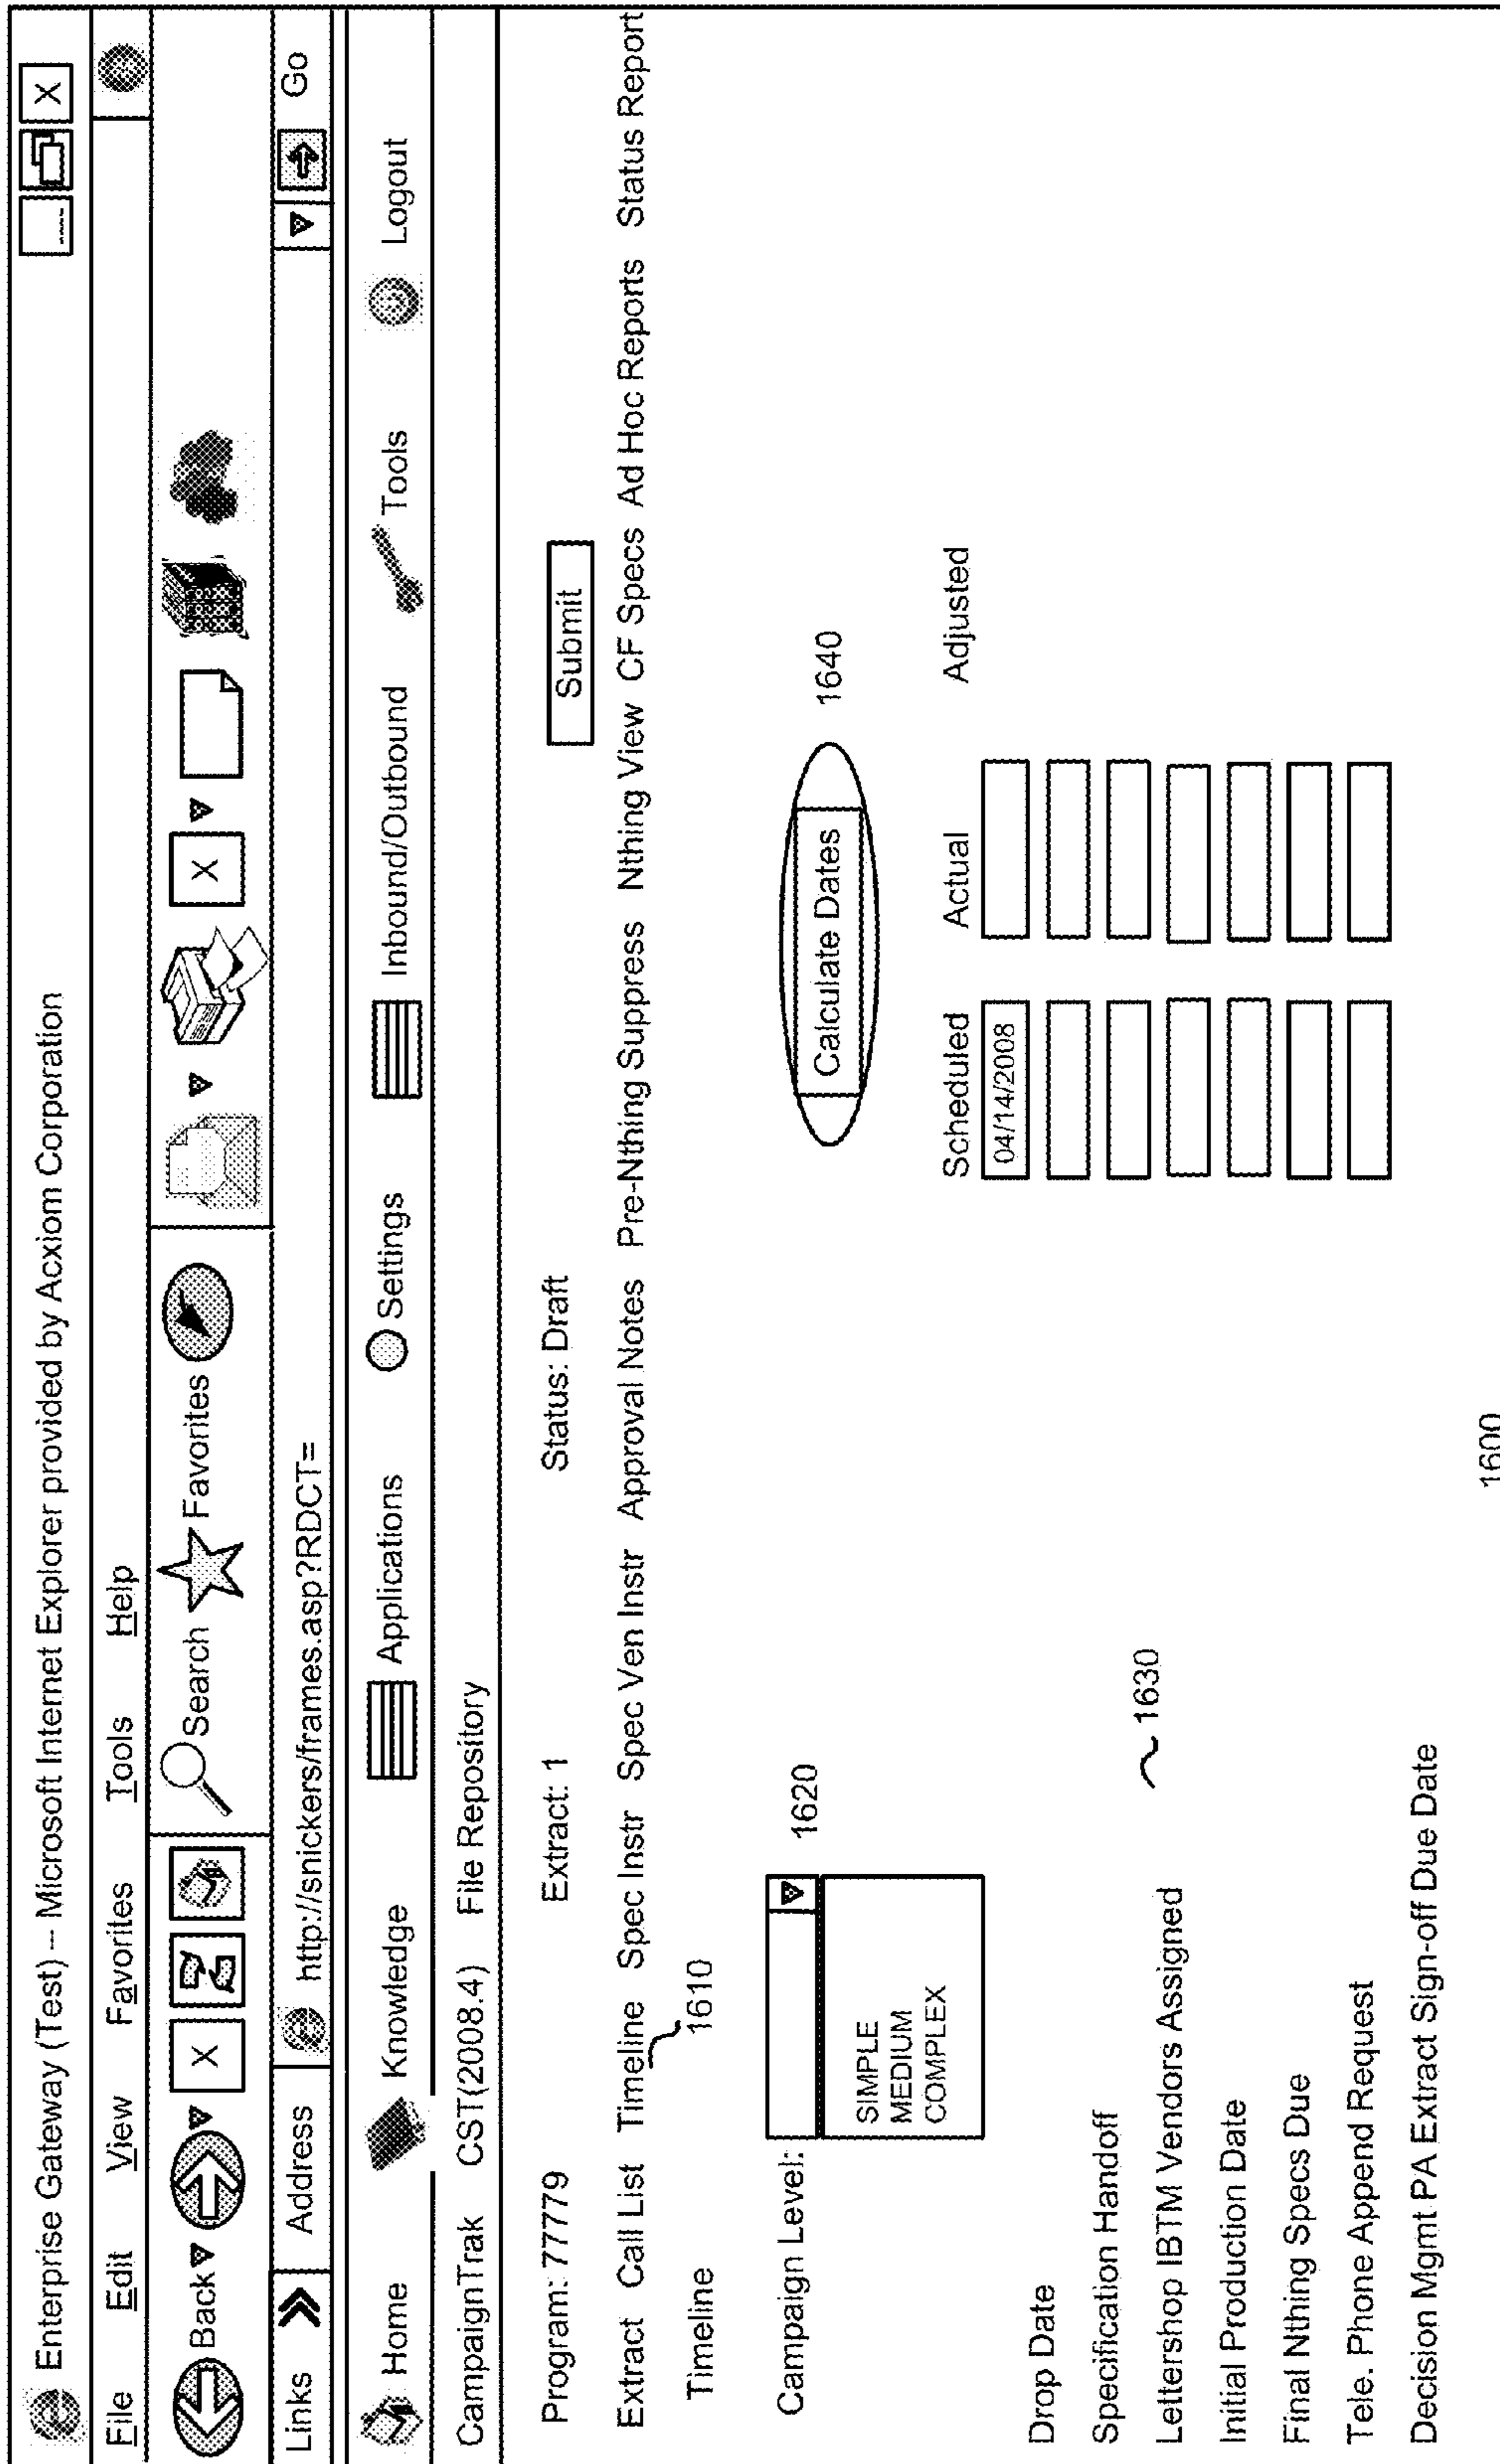 Enterprise Gateway (Test) -- Microsoft Internet Explorer provided by Acxiom Corporation
X
File Edit View Favorites Tools Help
Back X Search Favorites X
Links Address http://snickers/frames.asp?RDCT= Go
Home Knowledge Applications Settings Inbound/Outbound Tools Logout
CampaignTrak CST(2008.4) File Repository
Program: 77779 Extract: 1 Status: Draft Submit
Extract Call List Timeline Spec Instr Spec Ven Instr Approval Notes Pre-Nthing Suppress Nthing View CF Specs Ad Hoc Reports Status Report
Timeline 1610
Campaign Level: 1620 Calculate Dates 1640
SIMPLE
MEDIUM
COMPLEX
Scheduled Actual Adjusted
Drop Date 04/14/2008
Specification Handoff
Lettershop IBTM Vendors Assigned 1630
Initial Production Date
Final Nthing Specs Due
Tele. Phone Append Request
Decision Mgmt PA Extract Sign-off Due Date
1600